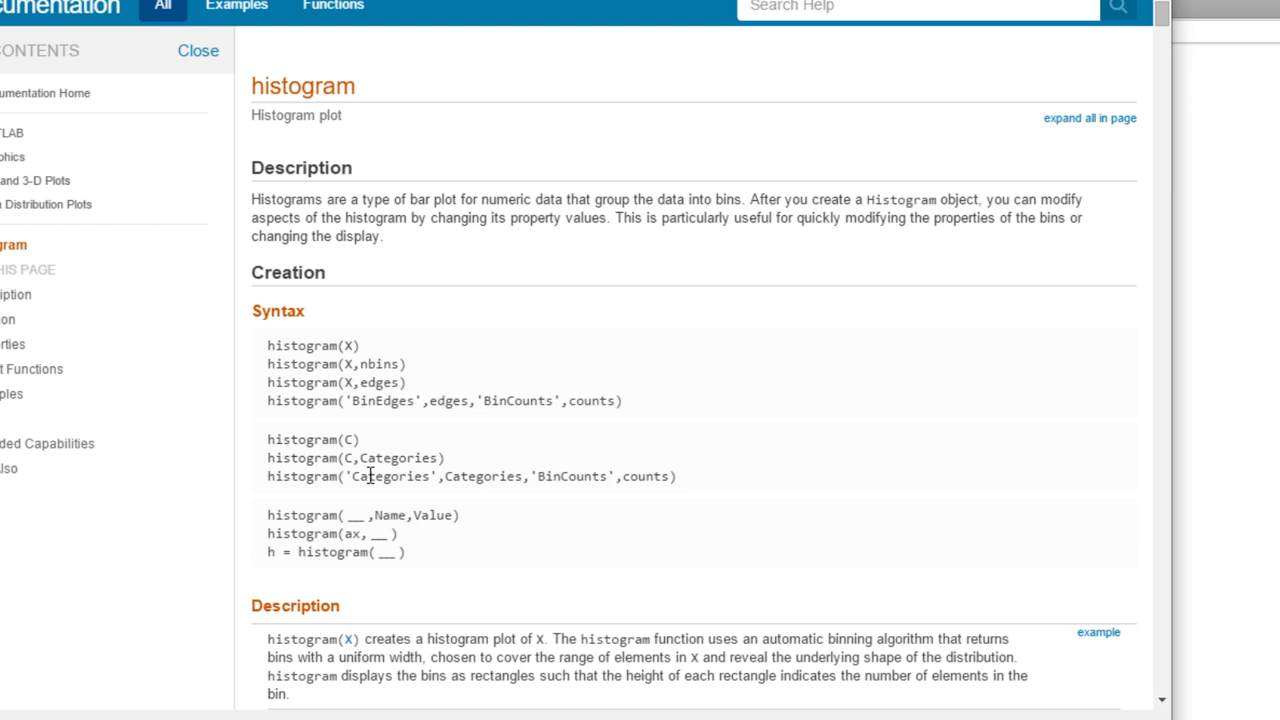 cumentation All Examples Functions Search Help
CONTENTS Close
umentation Home
TLAB
phics
and 3-D Plots
Distribution Plots
gram
HIS PAGE
iption
on
rties
t Functions
ples
ded Capabilities
lso
histogram
Histogram plot
expand all in page
Description
Histograms are a type of bar plot for numeric data that group the data into bins. After you create a Histogram object, you can modify
aspects of the histogram by changing its property values. This is particularly useful for quickly modifying the properties of the bins or
changing the display.
Creation
Syntax
histogram(X)
histogram(X,nbins)
histogram(X,edges)
histogram('BinEdges',edges,'BinCounts',counts)
histogram(C)
histogram(C,Categories)
histogram('Categories',Categories,'BinCounts',counts)
histogram(__,Name,Value)
histogram(ax,__)
h = histogram(__)
Description
histogram(X) creates a histogram plot of X. The histogram function uses an automatic binning algorithm that returns
bins with a uniform width, chosen to cover the range of elements in X and reveal the underlying shape of the distribution.
histogram displays the bins as rectangles such that the height of each rectangle indicates the number of elements in the
bin.
example